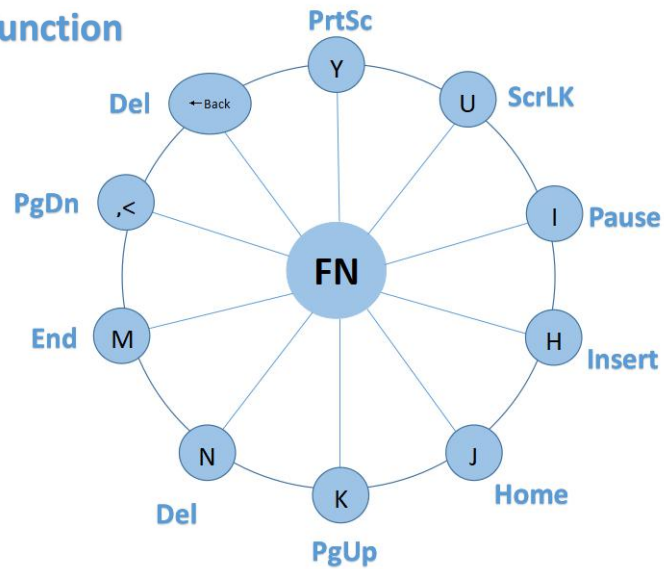 unction
PrtSc
Y
ScrLK
U
Del
←Back
PgDn
,<
I
Pause
FN
End
M
H
Insert
N
Del
J
Home
K
PgUp